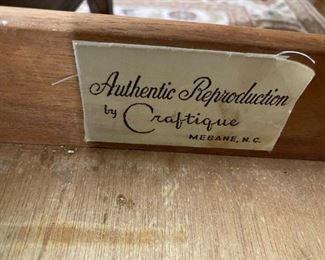 Authentic Reproduction
by Craftique
MEBANE, N.C.